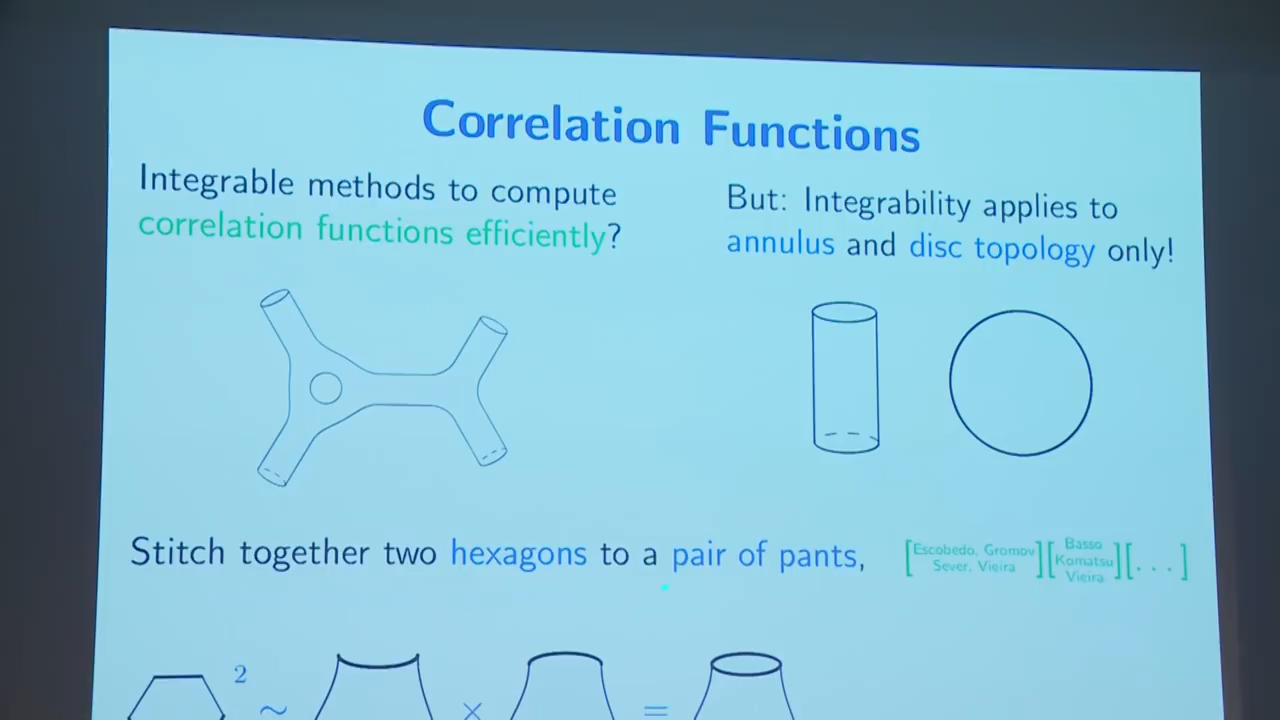 Correlation Functions
Integrable methods to compute
correlation functions efficiently?
But: Integrability applies to
annulus and disc topology only!
Stitch together two hexagons to a pair of pants,
[Escobedo, Gromov
Sever, Vieira][Basso
Komatsu
Vieira][. . .]
2
~ × =